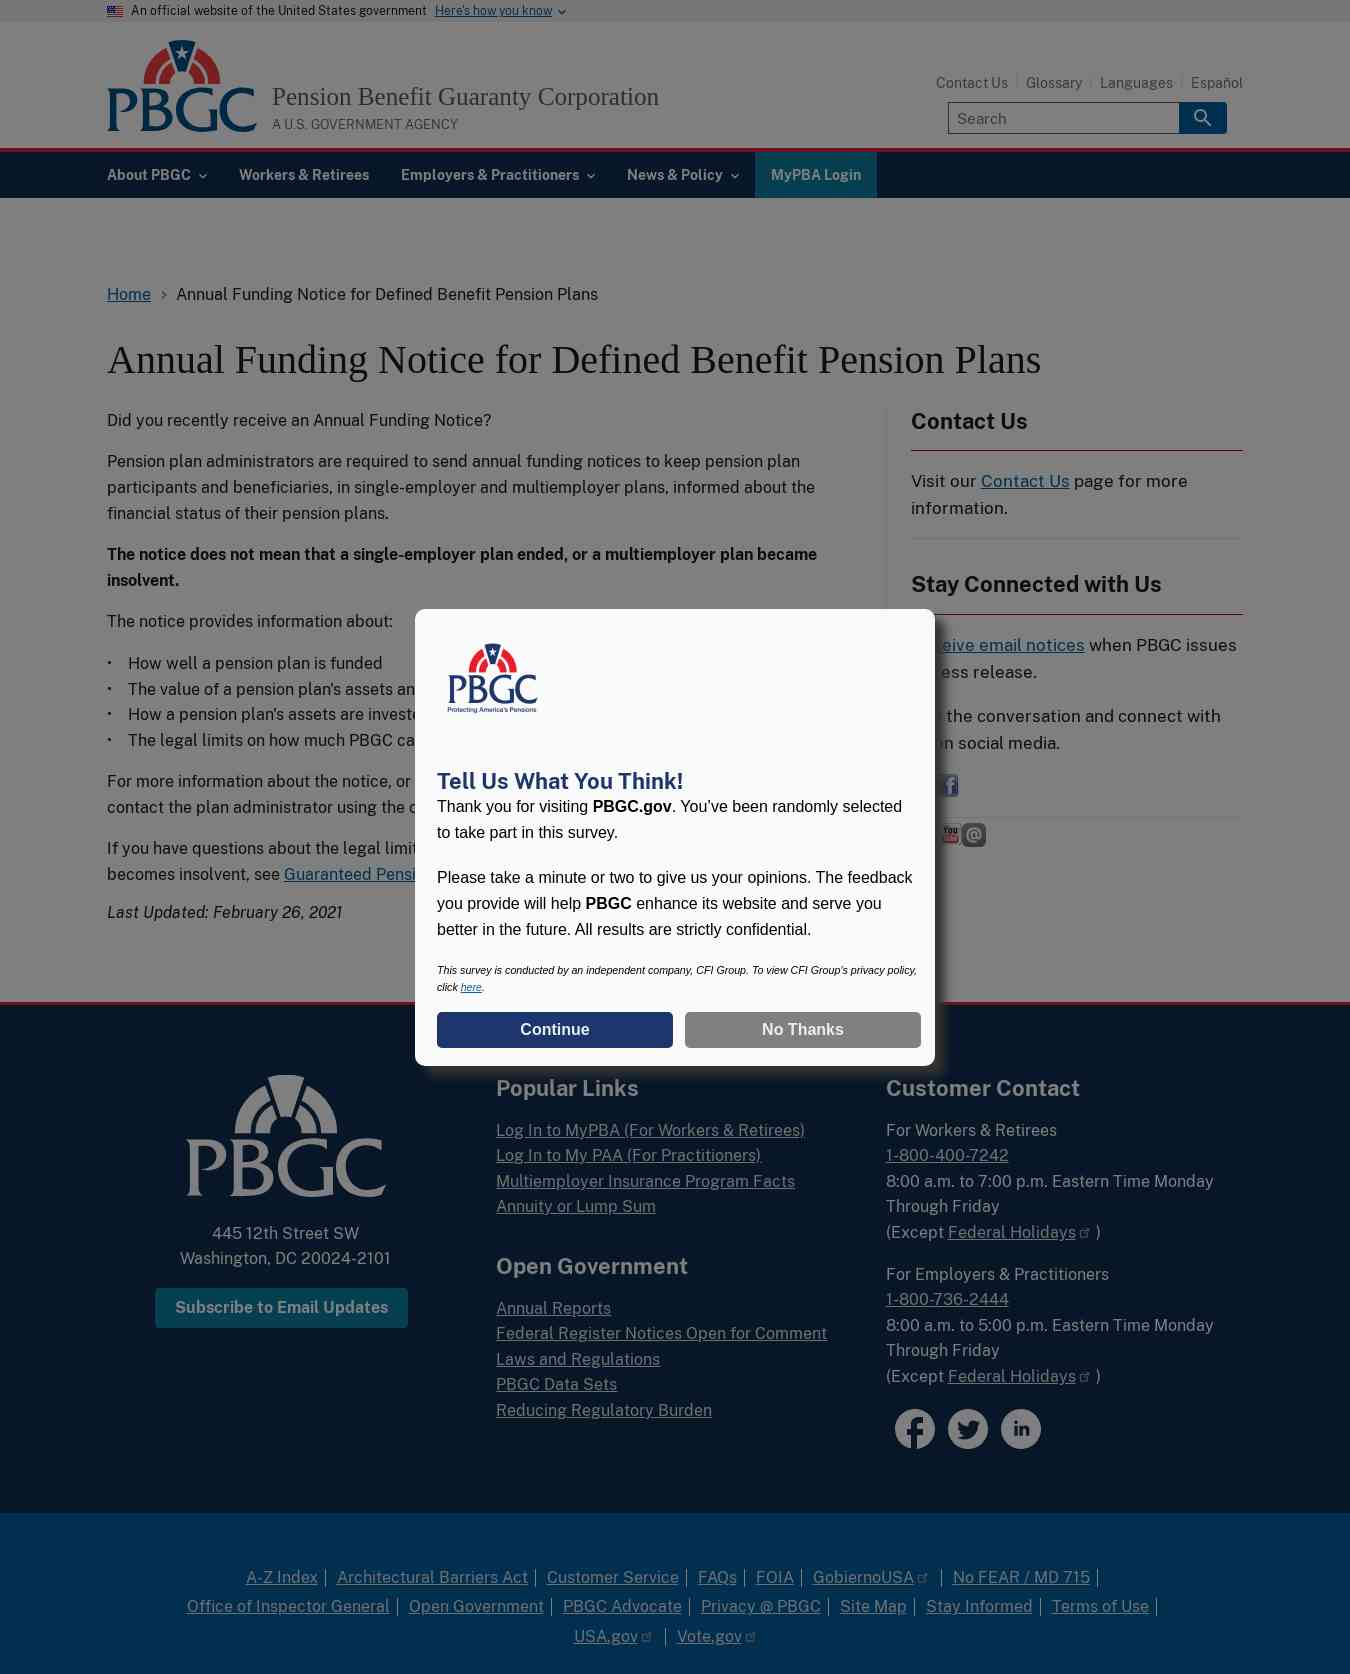 An official website of the United States government Here's how you know
PBGC
Pension Benefit Guaranty Corporation
A U.S. GOVERNMENT AGENCY
Contact Us Glossary Languages Español
Search
About PBGC Workers & Retirees Employers & Practitioners News & Policy MyPBA Login
Home Annual Funding Notice for Defined Benefit Pension Plans
Annual Funding Notice for Defined Benefit Pension Plans
Did you recently receive an Annual Funding Notice?
Pension plan administrators are required to send annual funding notices to keep pension plan
participants and beneficiaries, in single-employer and multiemployer plans, informed about the
financial status of their pension plans.
The notice does not mean that a single-employer plan ended, or a multiemployer plan became
insolvent.
The notice provides information about:
• How well a pension plan is funded
• The value of a pension plan's assets an
• How a pension plan's assets are invest
• The legal limits on how much PBGC ca
For more information about the notice, or
contact the plan administrator using the
If you have questions about the legal limit
becomes insolvent, see Guaranteed Pensi
Last Updated: February 26, 2021
Contact Us
Visit our Contact Us page for more
information.
Stay Connected with Us
eive email notices when PBGC issues
ess release.
the conversation and connect with
n social media.
f
You
@
PBGC
Protecting America's Pensions
Tell Us What You Think!
Thank you for visiting PBGC.gov. You've been randomly selected
to take part in this survey.
Please take a minute or two to give us your opinions. The feedback
you provide will help PBGC enhance its website and serve you
better in the future. All results are strictly confidential.
This survey is conducted by an independent company, CFI Group. To view CFI Group's privacy policy,
click here.
Continue No Thanks
PBGC
445 12th Street SW
Washington, DC 20024-2101
Subscribe to Email Updates
Popular Links
Log In to MyPBA (For Workers & Retirees)
Log In to My PAA (For Practitioners)
Multiemployer Insurance Program Facts
Annuity or Lump Sum
Open Government
Annual Reports
Federal Register Notices Open for Comment
Laws and Regulations
PBGC Data Sets
Reducing Regulatory Burden
Customer Contact
For Workers & Retirees
1-800-400-7242
8:00 a.m. to 7:00 p.m. Eastern Time Monday
Through Friday
(Except Federal Holidays )
For Employers & Practitioners
1-800-736-2444
8:00 a.m. to 5:00 p.m. Eastern Time Monday
Through Friday
(Except Federal Holidays )
f in
A-Z Index Architectural Barriers Act Customer Service FAQs FOIA GobiernoUSA No FEAR / MD 715
Office of Inspector General Open Government PBGC Advocate Privacy @ PBGC Site Map Stay Informed Terms of Use
USA.gov Vote.gov